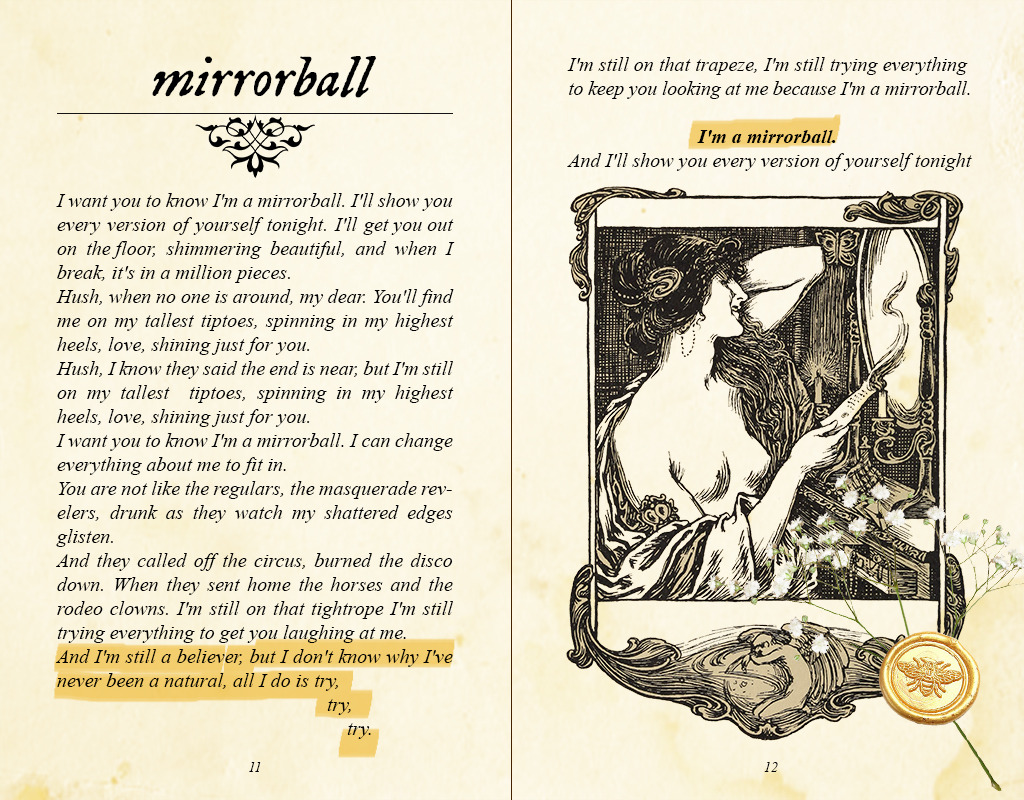 mirrorball
I want you to know I'm a mirrorball. I'll show you
every version of yourself tonight. I'll get you out
on the floor, shimmering beautiful, and when I
break, it's in a million pieces.
Hush, when no one is around, my dear. You'll find
me on my tallest tiptoes, spinning in my highest
heels, love, shining just for you.
Hush, I know they said the end is near, but I'm still
on my tallest tiptoes, spinning in my highest
heels, love, shining just for you.
I want you to know I'm a mirrorball. I can change
everything about me to fit in.
You are not like the regulars, the masquerade rev-
elers, drunk as they watch my shattered edges
glisten.
And they called off the circus, burned the disco
down. When they sent home the horses and the
rodeo clowns. I'm still on that tightrope I'm still
trying everything to get you laughing at me.
And I'm still a believer, but I don't know why I've
never been a natural, all I do is try,
try,
try.
11
I'm still on that trapeze, I'm still trying everything
to keep you looking at me because I'm a mirrorball.
I'm a mirrorball.
And I'll show you every version of yourself tonight
12